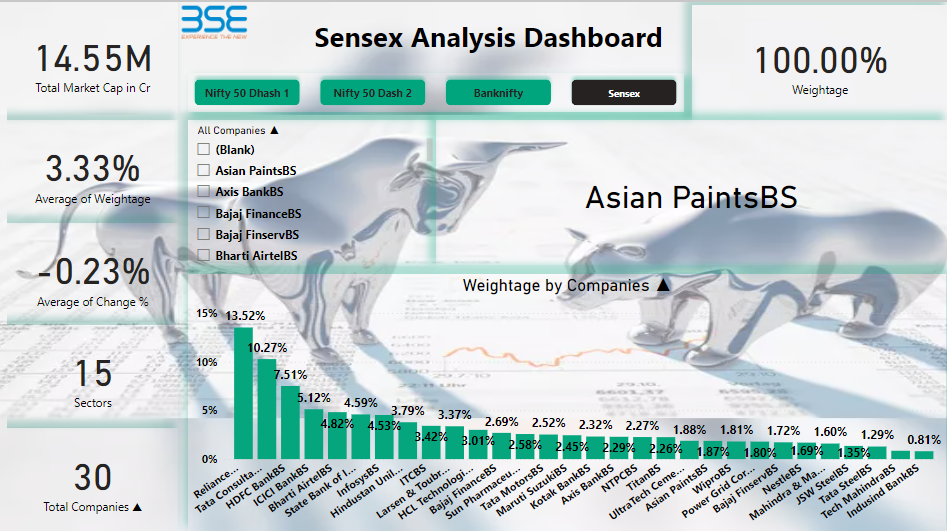 BSE
EXPERIENCE THE NEW
Sensex Analysis Dashboard
14.55M
Total Market Cap in Cr
100.00%
Weightage
Nifty 50 Dhash 1
Nifty 50 Dash 2
Banknifty
Sensex
3.33%
Average of Weightage
-0.23%
Average of Change %
15
Sectors
30
Total Companies ▲
All Companies ▲
(Blank)
Asian PaintsBS
Axis BankBS
Bajaj FinanceBS
Bajaj FinservBS
Bharti AirtelBS
Asian PaintsBS
Weightage by Companies ▲
15%
10%
5%
0%
13.52%
10.27%
7.51%
5.12%
4.82%
4.59%
4.53%
3.79%
3.42%
3.37%
3.01%
2.69%
2.58%
2.52%
2.45%
2.32%
2.29%
2.27%
2.26%
1.88%
1.87%
1.81%
1.80%
1.72%
1.69%
1.60%
1.35%
1.29%
0.81%
Reliance...
Tata Consulta...
HDFC BankBS
ICICI BankBS
Bharti AirtelBS
State Bank of I...
InfosysBS
Hindustan Unil...
ITCBS
Larsen & Toubr...
HCL Technologi...
Bajaj FinanceBS
Sun Pharmaceu...
Tata MotorsBS
Maruti SuzukiBS
Kotak BankBS
Axis BankBS
NTPCBS
TitanBS
UltraTech Ceme...
Asian PaintsBS
WiproBS
Power Grid Cor...
Bajaj FinservBS
NestleBS
Mahindra & Ma...
JSW SteelBS
Tata SteelBS
Tech MahindraBS
Indusind BankBS